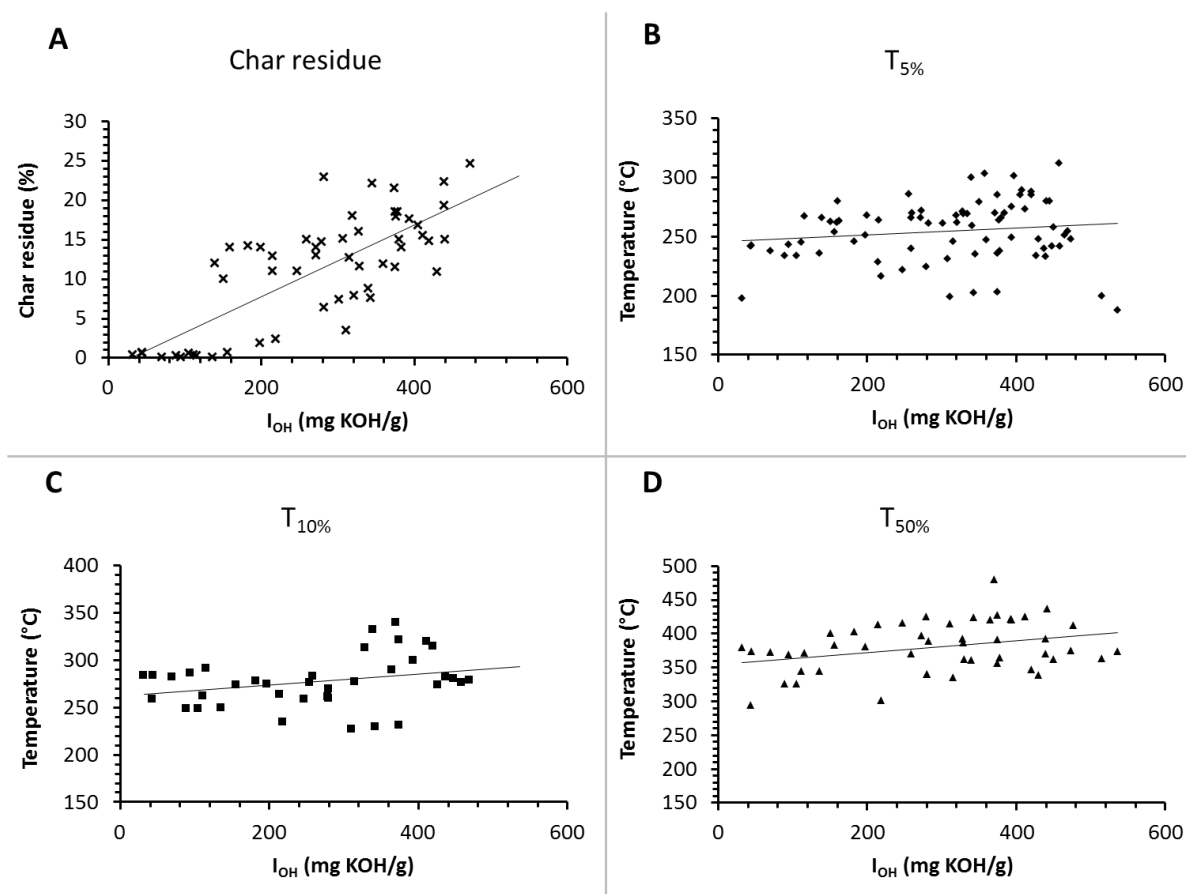 A
Char residue
30
25
20
15
10
5
0
Char residue (%)
0 200 400 600
I_OH (mg KOH/g)
B
T_5%
350
300
250
200
150
Temperature (°C)
0 200 400 600
I_OH (mg KOH/g)
C
T_10%
400
350
300
250
200
150
Temperature (°C)
0 200 400 600
I_OH (mg KOH/g)
D
T_50%
500
450
400
350
300
250
200
150
Temperature (°C)
0 200 400 600
I_OH (mg KOH/g)